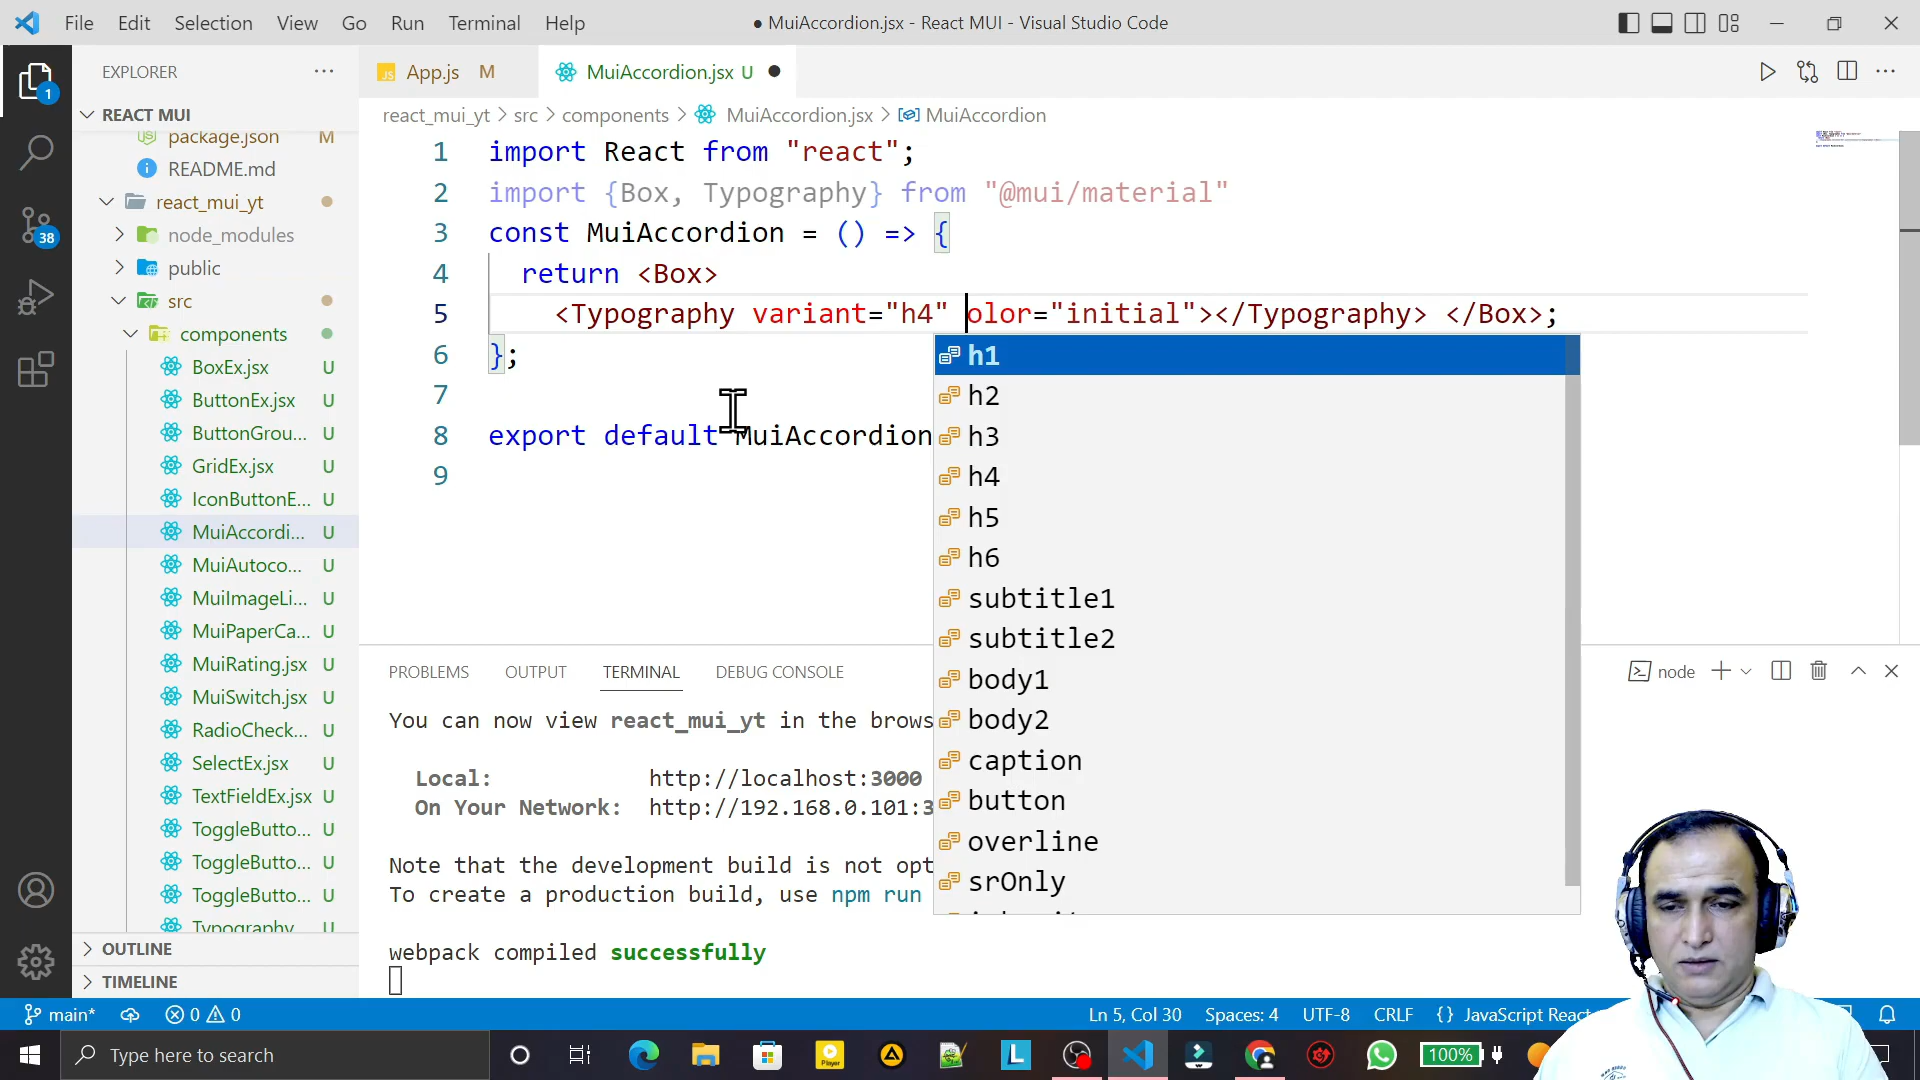 File Edit Selection View Go Run Terminal Help
● MuiAccordion.jsx - React MUI - Visual Studio Code
EXPLORER
REACT MUI
package.json M
README.md
react_mui_yt
node_modules
public
src
components
BoxEx.jsx U
ButtonEx.jsx U
ButtonGrou... U
GridEx.jsx U
IconButtonE... U
MuiAccordi... U
MuiAutoco... U
MuiImageLi... U
MuiPaperCa... U
MuiRating.jsx U
MuiSwitch.jsx U
RadioCheck... U
SelectEx.jsx U
TextFieldEx.jsx U
ToggleButto... U
ToggleButto... U
ToggleButto... U
Typography U
OUTLINE
TIMELINE
1
38
App.js M
MuiAccordion.jsx U
react_mui_yt > src > components > MuiAccordion.jsx > MuiAccordion
1 import React from "react";
2 import {Box, Typography} from "@mui/material"
3 const MuiAccordion = () => {
4 return <Box>
5 <Typography variant="h4" olor="initial"></Typography> </Box>;
6 };
7
8 export default MuiAccordion
9
h1
h2
h3
h4
h5
h6
subtitle1
subtitle2
body1
body2
caption
button
overline
srOnly
PROBLEMS OUTPUT TERMINAL DEBUG CONSOLE
node
You can now view react_mui_yt in the brows
Local: http://localhost:3000
On Your Network: http://192.168.0.101:3
Note that the development build is not opt
To create a production build, use npm run
webpack compiled successfully
main* 0 0
Ln 5, Col 30 Spaces: 4 UTF-8 CRLF {} JavaScript React
Type here to search
Player
L
100%